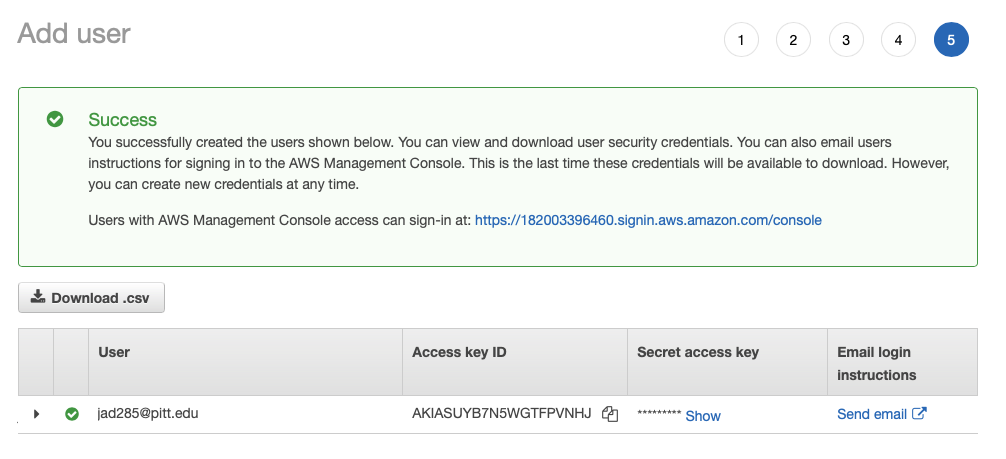 Add user
1 2 3 4 5
Success
You successfully created the users shown below. You can view and download user security credentials. You can also email users
instructions for signing in to the AWS Management Console. This is the last time these credentials will be available to download. However,
you can create new credentials at any time.
Users with AWS Management Console access can sign-in at: https://182003396460.signin.aws.amazon.com/console
Download .csv
User Access key ID Secret access key Email login
instructions
jad285@pitt.edu AKIASUYB7N5WGTFPVNHJ ********* Show Send email